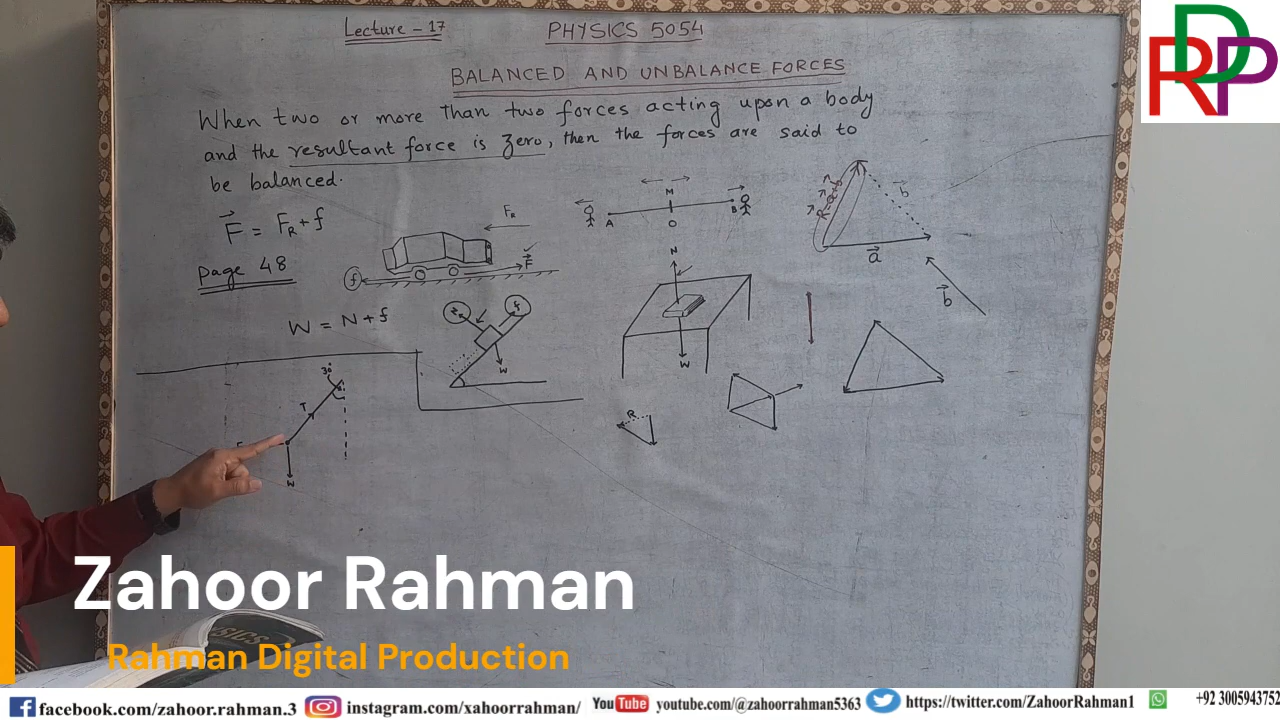 Lecture - 17
PHYSICS 5054
RDP
BALANCED AND UNBALANCE FORCES
When two or more than two forces acting upon a body
and the resultant force is zero, then the forces are said to
be balanced.
F = FR + f
FR
F
f
Page 48
W = N + f
f
W
A
M
O
B
N
W
R = a+b
b
a
b
30°
T
W
R
PHYSICS
Zahoor Rahman
Rahman Digital Production
facebook.com/zahoor.rahman.3
instagram.com/xahoorrahman/
YouTube youtube.com/@zahoorrahman5363
https://twitter.com/ZahoorRahman1
+92 3005943752